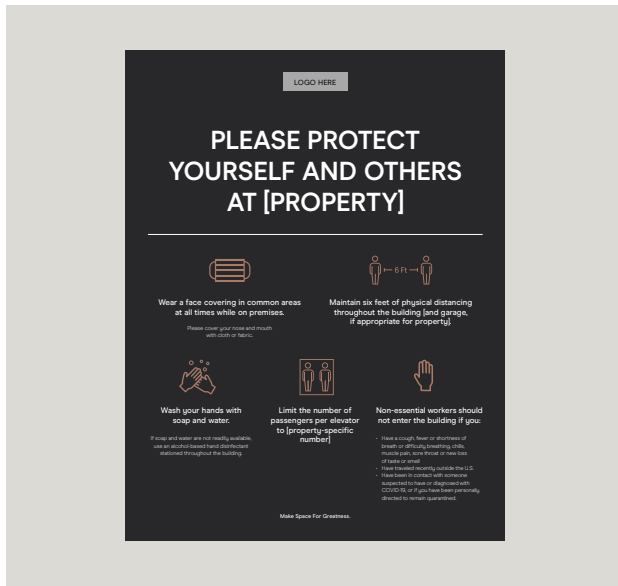 LOGO HERE
PLEASE PROTECT
YOURSELF AND OTHERS
AT [PROPERTY]
6 Ft
Wear a face covering in common areas
at all times while on premises.
Please cover your nose and mouth
with cloth or fabric.
Maintain six feet of physical distancing
throughout the building [and garage,
if appropriate for property].
Wash your hands with
soap and water.
If soap and water are not readily available,
use an alcohol-based hand disinfectant
stationed throughout the building.
Limit the number of
passengers per elevator
to [property-specific
number]
Non-essential workers should
not enter the building if you:
• Have a cough, fever or shortness of
breath or difficulty breathing, chills,
muscle pain, sore throat or new loss
of taste or smell
• Have traveled recently outside the U.S.
• Have been in contact with someone
suspected to have or diagnosed with
COVID-19, or if you have been personally
directed to remain quarantined.
Make Space For Greatness.